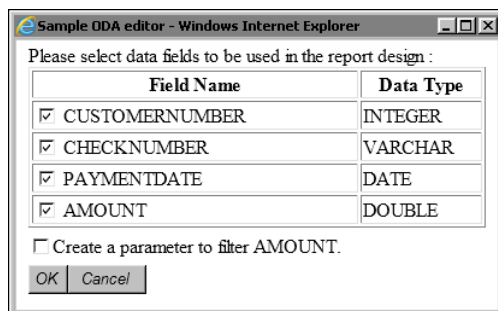 Sample ODA editor - Windows Internet Explorer
Please select data fields to be used in the report design :
Field Name Data Type
CUSTOMERNUMBER INTEGER
CHECKNUMBER VARCHAR
PAYMENTDATE DATE
AMOUNT DOUBLE
Create a parameter to filter AMOUNT.
OK Cancel